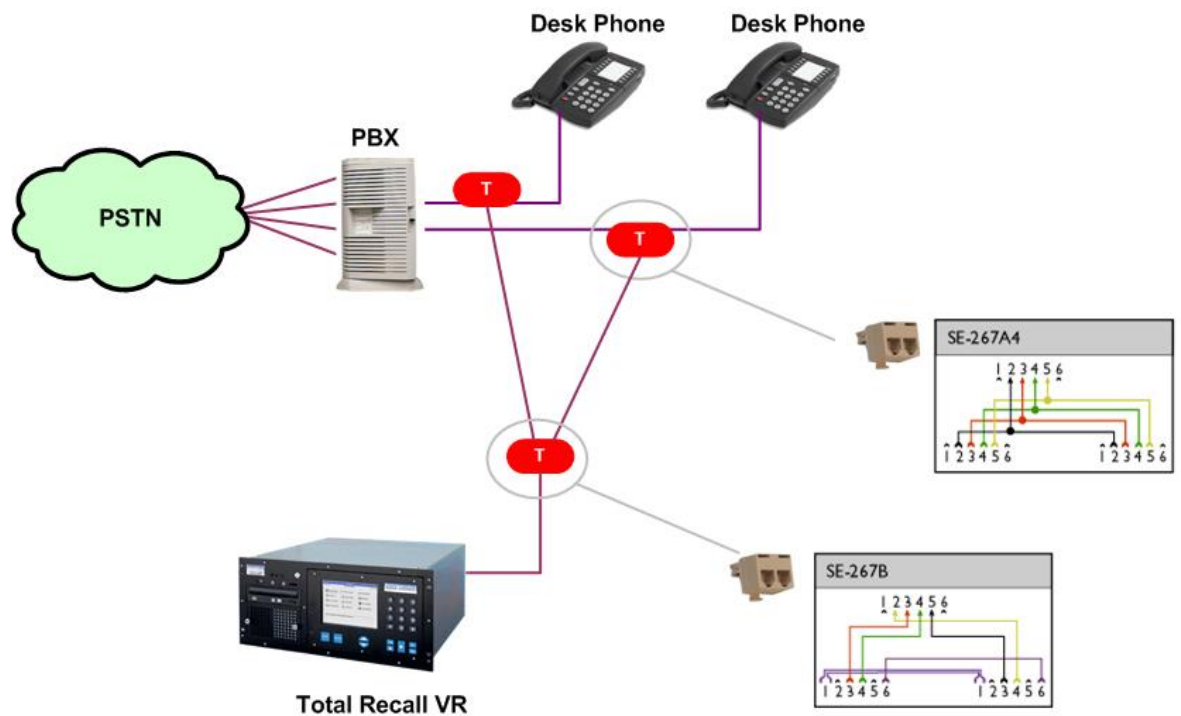 Desk Phone Desk Phone
PBX
PSTN
T
T
SE-267A4
1 2 3 4 5 6
1 2 3 4 5 6 1 2 3 4 5 6
T
SE-267B
1 2 3 4 5 6
1 2 3 4 5 6 1 2 3 4 5 6
Total Recall VR